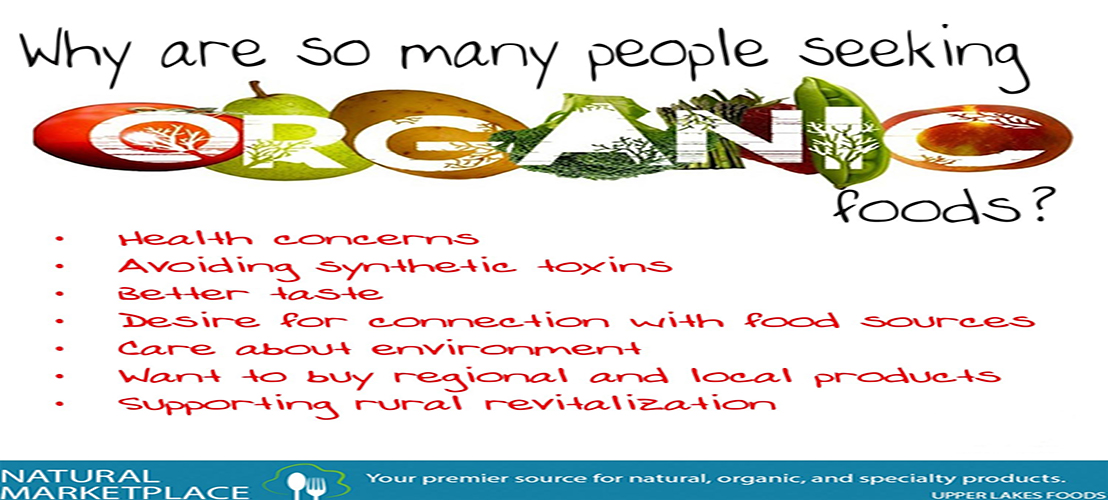 Why are so many people seeking
ORGANIC
foods?
• Health concerns
• Avoiding synthetic toxins
• Better taste
• Desire for connection with food sources
• Care about environment
• Want to buy regional and local products
• Supporting rural revitalization
NATURAL
MARKETPLACE
Your premier source for natural, organic, and specialty products.
UPPER LAKES FOODS